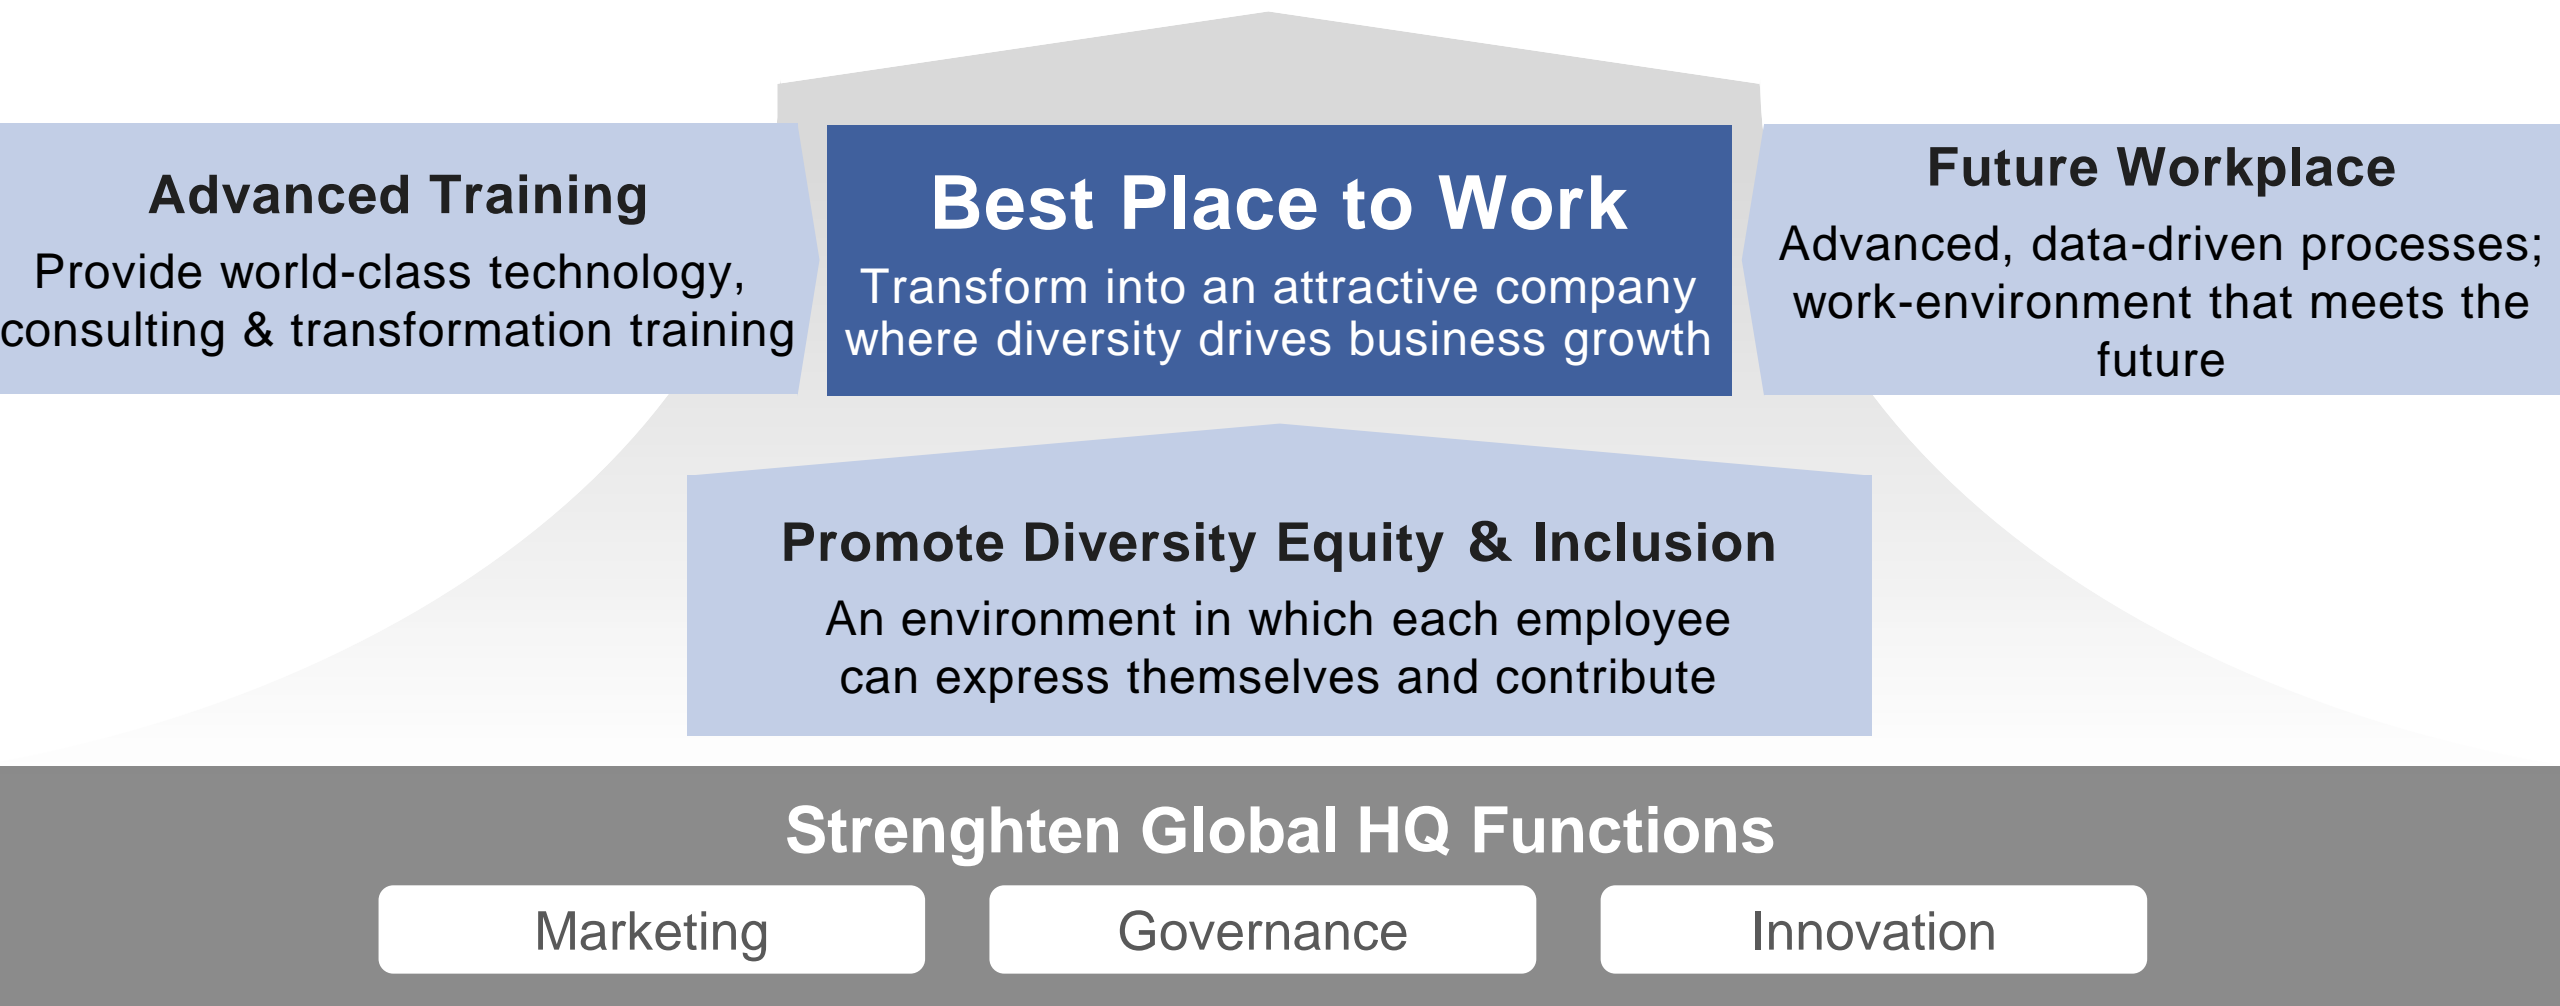 Advanced Training
Provide world-class technology,
consulting & transformation training
Best Place to Work
Transform into an attractive company
where diversity drives business growth
Future Workplace
Advanced, data-driven processes;
work-environment that meets the
future
Promote Diversity Equity & Inclusion
An environment in which each employee
can express themselves and contribute
Strenghten Global HQ Functions
Marketing
Governance
Innovation